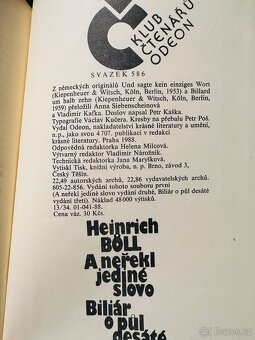 KLUB
ČTENÁŘŮ
ODEON
SVAZEK 586
Z německých originálů Und sagte kein einziges Wort
(Kiepenheuer & Witsch, Köln, Berlin, 1953) a Billard
um halb zehn (Kiepenheuer & Witsch, Köln, Berlin,
1959) přeložili Anna Siebenscheinová
a Vladimír Kafka. Doslov napsal Petr Kaška.
Typografie Václav Kučera. Kresby na přebalu Petr Poš.
Vydal Odeon, nakladatelství krásné literatury a umění,
n. p., jako svou 4 707. publikaci v redakci
krásné literatury, Praha 1988.
Odpovědná redaktorka Helena Milcová.
Výtvarný redaktor Vladimír Nárožník.
Technická redaktorka Jana Maryšková.
Vytiskl Tisk, knižní výroba, n. p., Brno, závod 3,
Český Těšín.
22,49 autorských archů, 22,86 vydavatelských archů.
605-22-856. Vydání tohoto souboru první
(A neřekl jediné slovo vydání druhé, Biliár o půl desáté
vydání třetí). Náklad 48 000 výtisků.
13/34. 01-041-88.
Cena váz. 30 Kčs.
Heinrich
BÖLL
A neřekl
jediné
slovo
Biliár
o půl
desáté